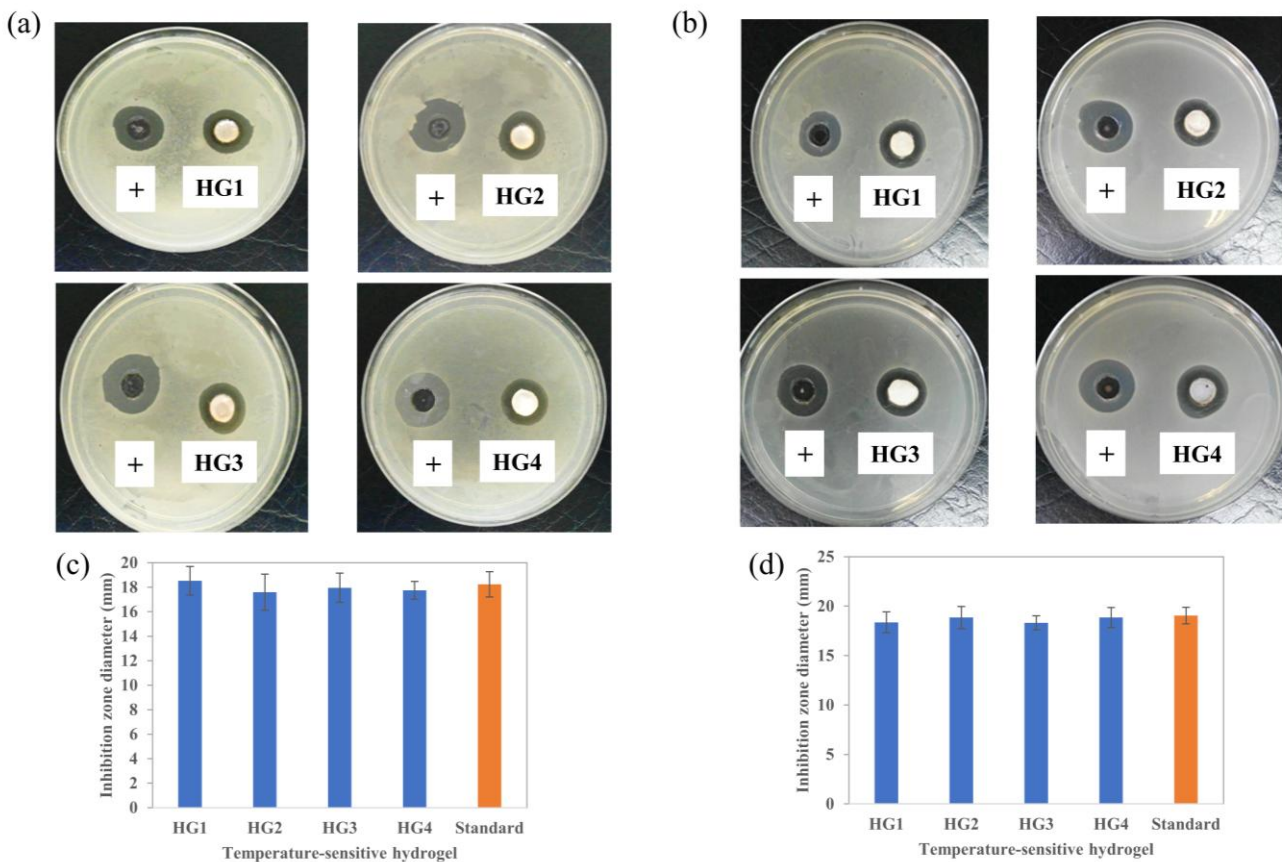 (a)
+
HG1
+
HG2
+
HG3
+
HG4
(b)
+
HG1
+
HG2
+
HG3
+
HG4
(c)
Inhibition zone diameter (mm)
20
18
16
14
12
10
8
6
4
2
0
HG1 HG2 HG3 HG4 Standard
Temperature-sensitive hydrogel
(d)
Inhibition zone diameter (mm)
25
20
15
10
5
0
HG1 HG2 HG3 HG4 Standard
Temperature-sensitive hydrogel